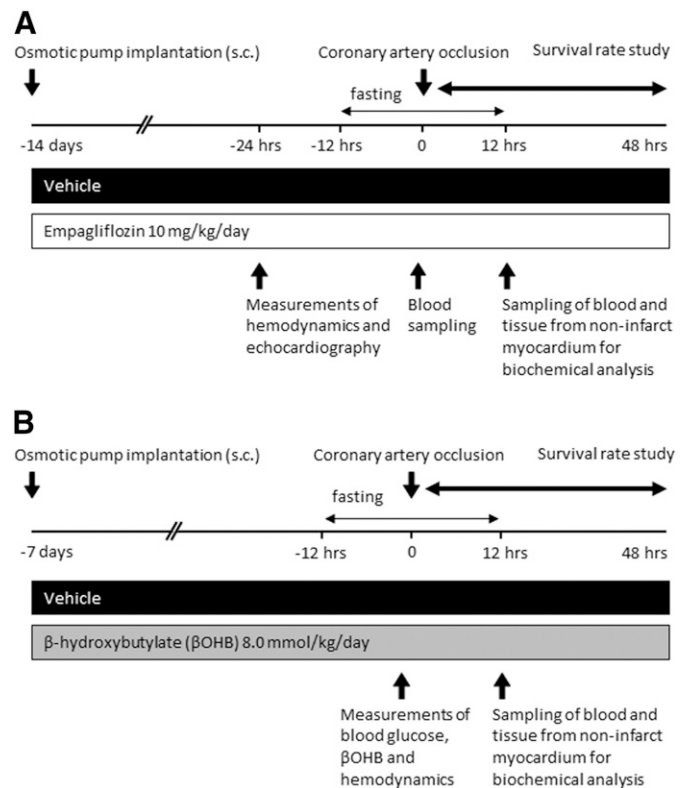 A
Osmotic pump implantation (s.c.)
Coronary artery occlusion
Survival rate study
fasting
-14 days
-24 hrs
-12 hrs
0
12 hrs
48 hrs
Vehicle
Empagliflozin 10 mg/kg/day
Measurements of
hemodynamics and
echocardiography
Blood
sampling
Sampling of blood and
tissue from non-infarct
myocardium for
biochemical analysis
B
Osmotic pump implantation (s.c.)
Coronary artery occlusion
Survival rate study
fasting
-7 days
-12 hrs
0
12 hrs
48 hrs
Vehicle
β-hydroxybutylate (βOHB) 8.0 mmol/kg/day
Measurements of
blood glucose,
βOHB and
hemodynamics
Sampling of blood and
tissue from non-infarct
myocardium for
biochemical analysis